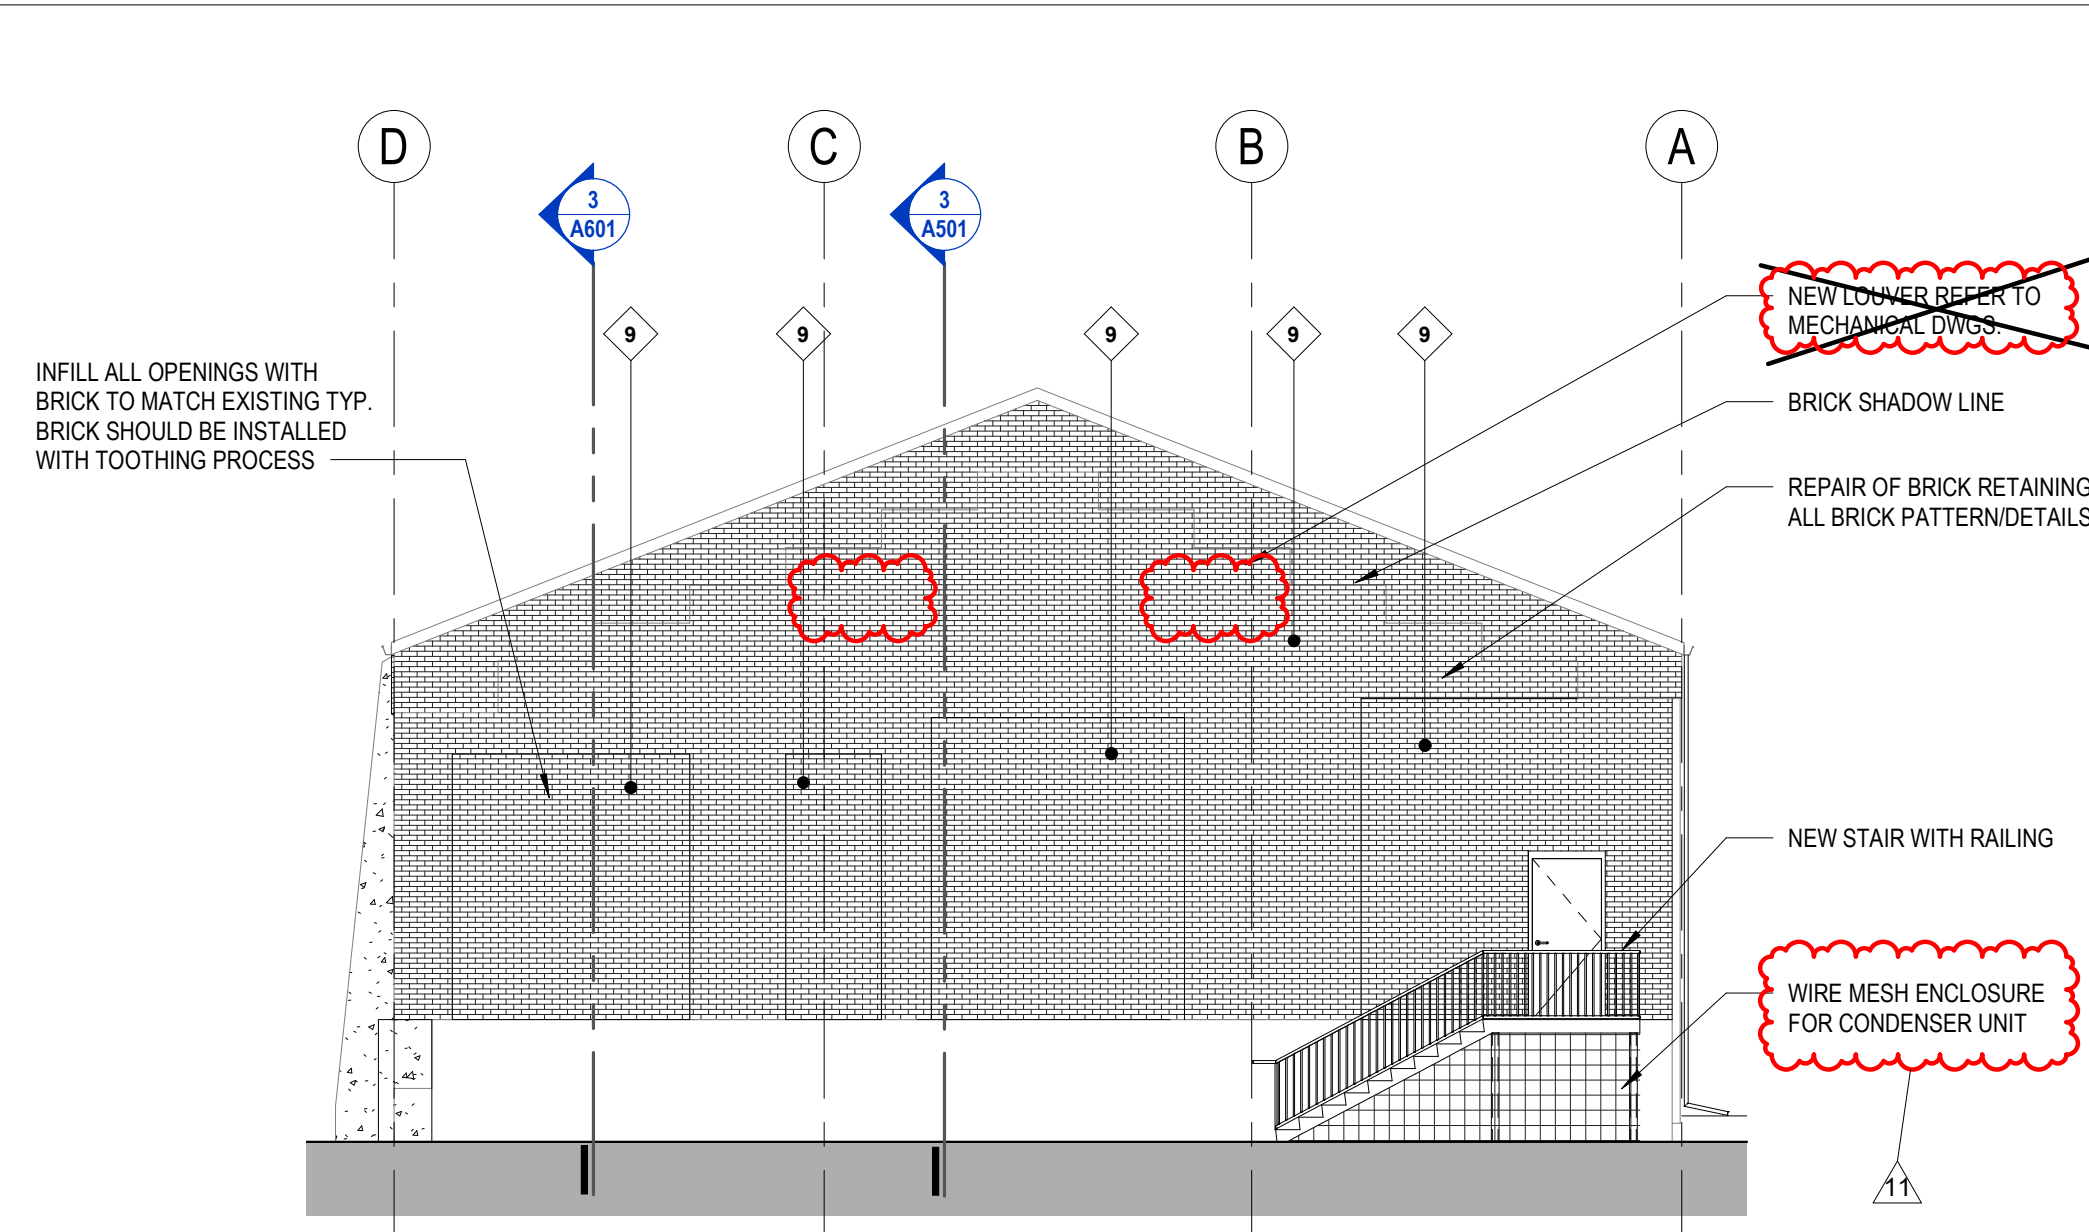 D
C
B
A
3
A601
3
A501
9
9
9
9
9
NEW LOUVER REFER TO
MECHANICAL DWGS.
INFILL ALL OPENINGS WITH
BRICK TO MATCH EXISTING TYP.
BRICK SHOULD BE INSTALLED
WITH TOOTHING PROCESS
BRICK SHADOW LINE
REPAIR OF BRICK RETAINING
ALL BRICK PATTERN/DETAILS
NEW STAIR WITH RAILING
WIRE MESH ENCLOSURE
FOR CONDENSER UNIT
11